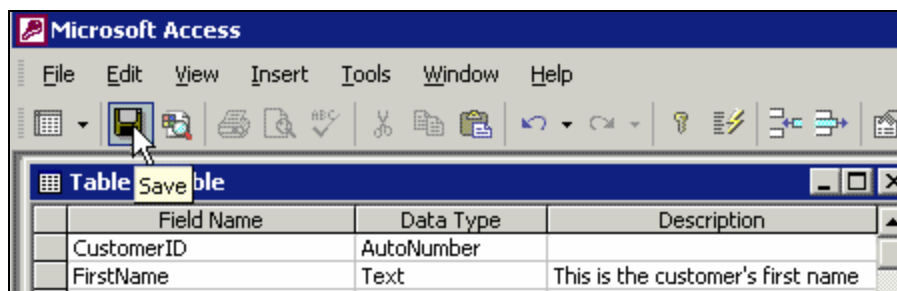 Microsoft Access
File Edit View Insert Tools Window Help
ABC
Table ble
Save
Field Name Data Type Description
CustomerID AutoNumber
FirstName Text This is the customer's first name